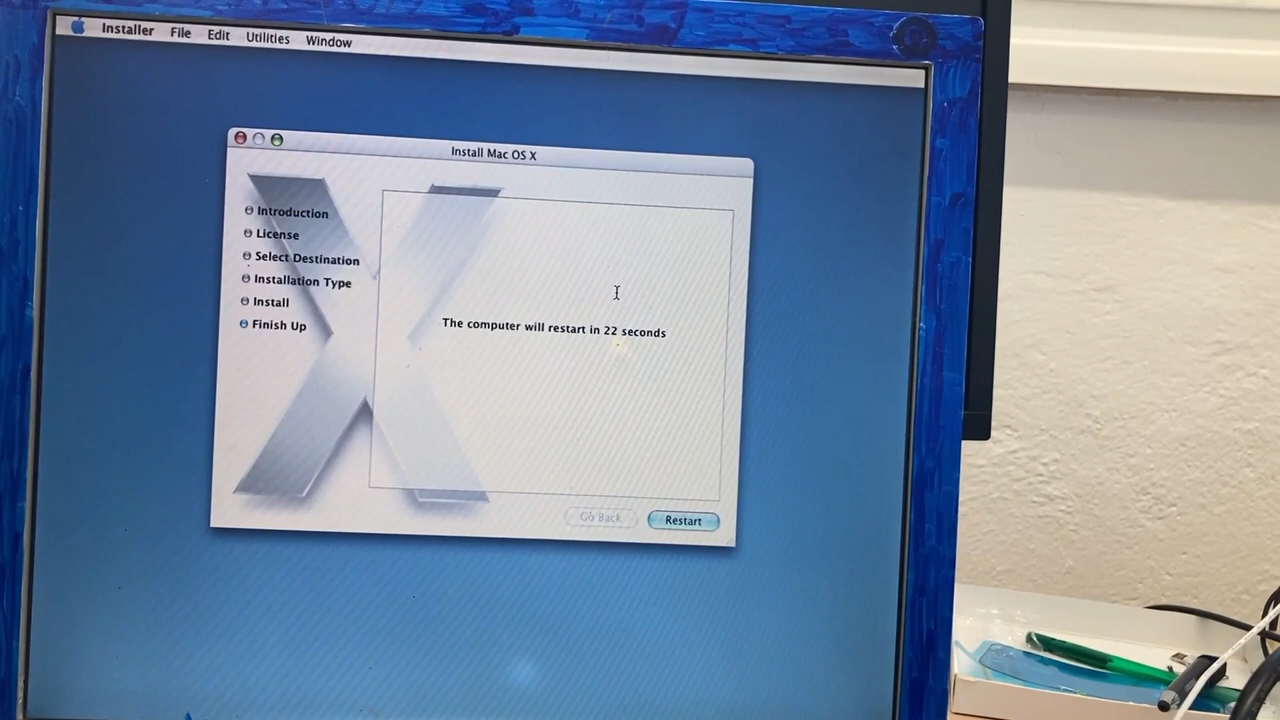 Installer File Edit Utilities Window
Install Mac OS X
Introduction
License
Select Destination
Installation Type
Install
Finish Up
The computer will restart in 22 seconds
Go Back
Restart